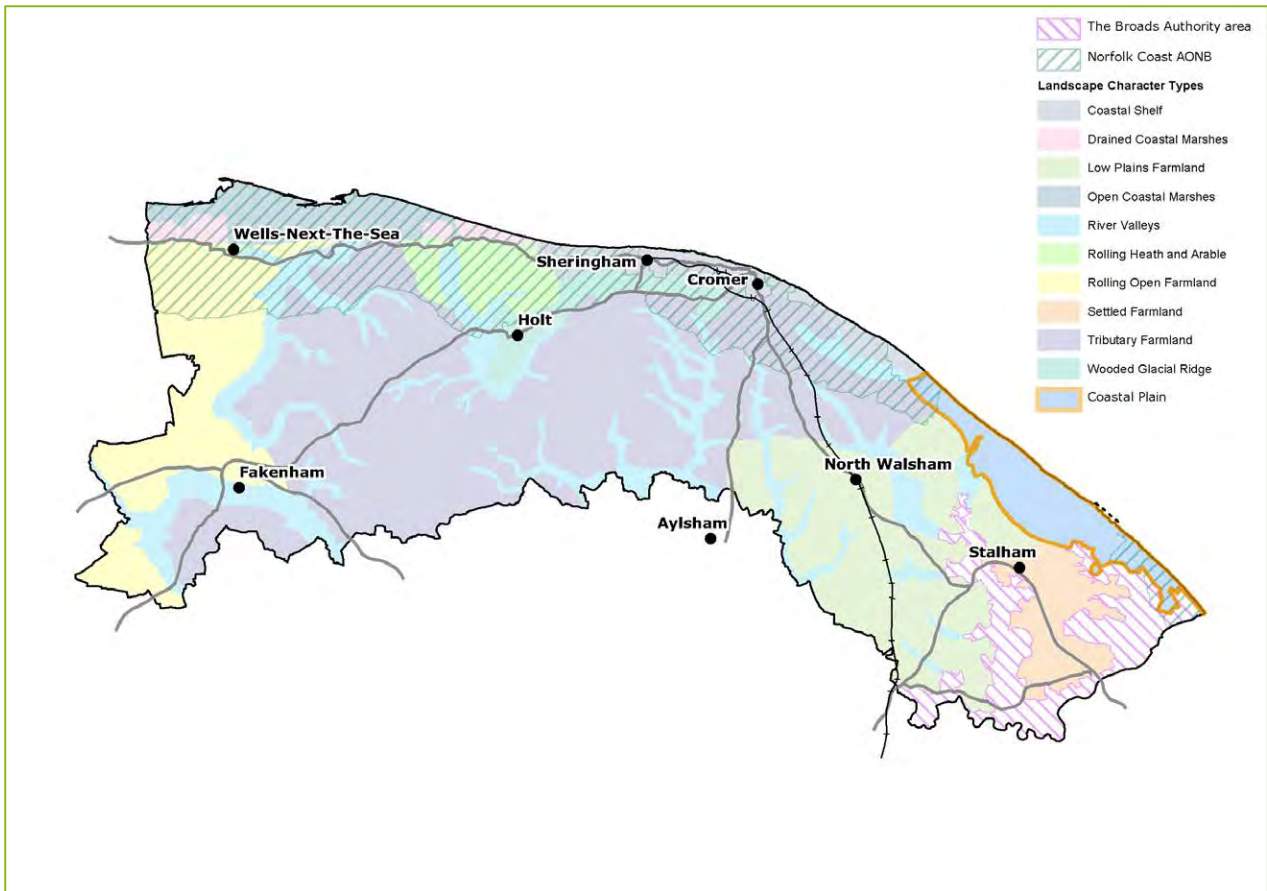 The Broads Authority area
Norfolk Coast AONB
Landscape Character Types
Coastal Shelf
Drained Coastal Marshes
Low Plains Farmland
Open Coastal Marshes
River Valleys
Rolling Heath and Arable
Rolling Open Farmland
Settled Farmland
Tributary Farmland
Wooded Glacial Ridge
Coastal Plain
Wells-Next-The-Sea
Sheringham
Cromer
Holt
Fakenham
North Walsham
Aylsham
Stalham